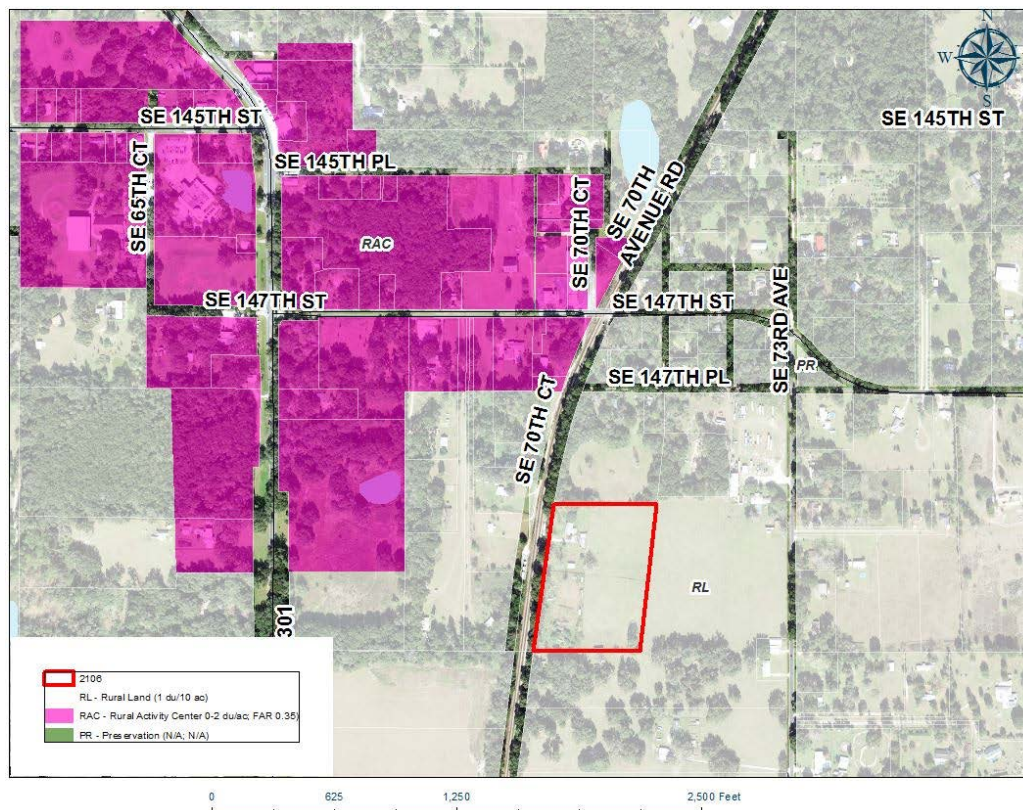 N
W E
S
SE 145TH ST
SE 145TH ST
SE 145TH PL
SE 65TH CT
RAC
SE 70TH CT
SE 70TH
AVENUE RD
SE 147TH ST
SE 147TH ST
SE 73RD AVE
PR
SE 147TH PL
SE 70TH CT
RL
301
2106
RL - Rural Land (1 du/10 ac)
RAC - Rural Activity Center 0-2 du/ac; FAR 0.35)
PR - Preservation (N/A; N/A)
0 625 1,250 2,500 Feet